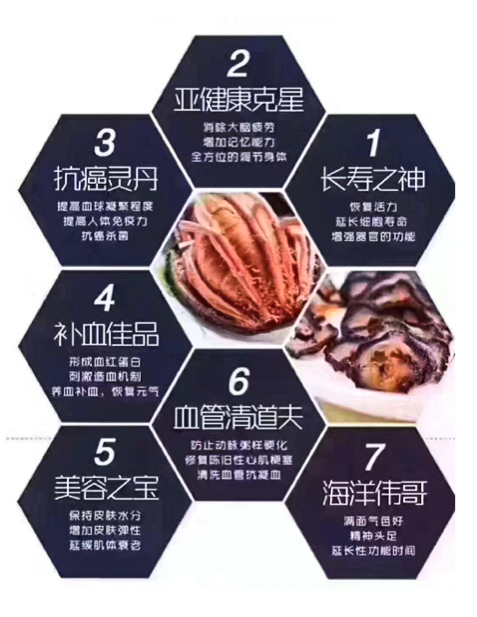 2
亚健康克星
消除大脑疲劳
增加记忆能力
全方位的调节身体
3
抗癌灵丹
提高血球凝聚程度
提高人体免疫力
抗癌杀菌
1
长寿之神
恢复活力
延长细胞寿命
增强器官的功能
4
补血佳品
形成血红蛋白
刺激造血机制
养血补血，恢复元气
6
血管清道夫
防止动脉粥样硬化
修复陈旧性心肌梗塞
清洗血管抗凝血
5
美容之宝
保持皮肤水分
增加皮肤弹性
延缓肌体衰老
7
海洋伟哥
满面气色好
精神头足
延长性功能时间